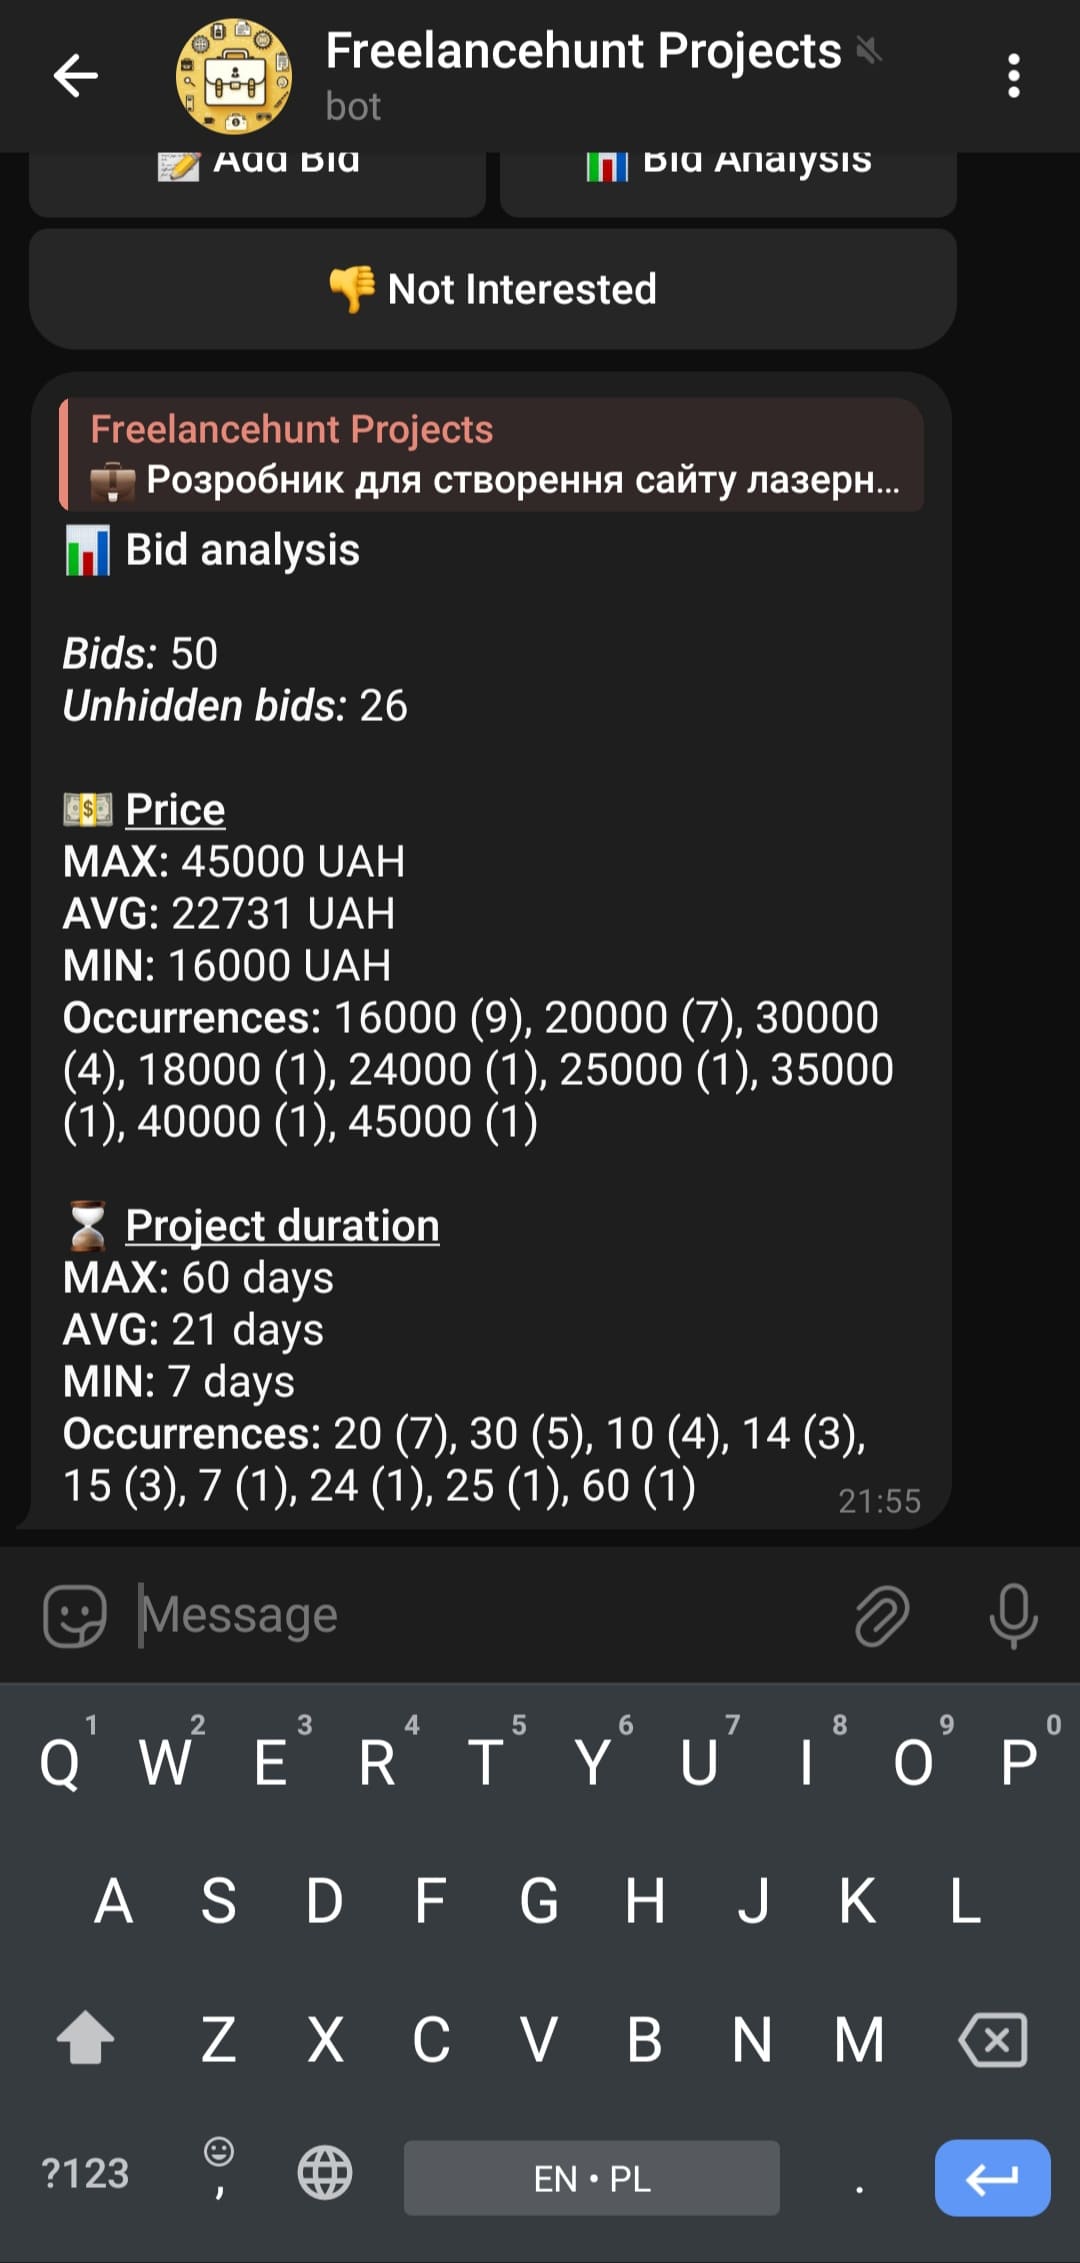 Freelancehunt Projects
bot
Add Bid
Bid Analysis
Not Interested
Freelancehunt Projects
Розробник для створення сайту лазерн...
Bid analysis
Bids: 50
Unhidden bids: 26
Price
MAX: 45000 UAH
AVG: 22731 UAH
MIN: 16000 UAH
Occurrences: 16000 (9), 20000 (7), 30000
(4), 18000 (1), 24000 (1), 25000 (1), 35000
(1), 40000 (1), 45000 (1)
Project duration
MAX: 60 days
AVG: 21 days
MIN: 7 days
Occurrences: 20 (7), 30 (5), 10 (4), 14 (3),
15 (3), 7 (1), 24 (1), 25 (1), 60 (1)
21:55
Message
1 2 3 4 5 6 7 8 9 0
Q W E R T Y U I O P
A S D F G H J K L
Z X C V B N M
?123 , EN • PL .